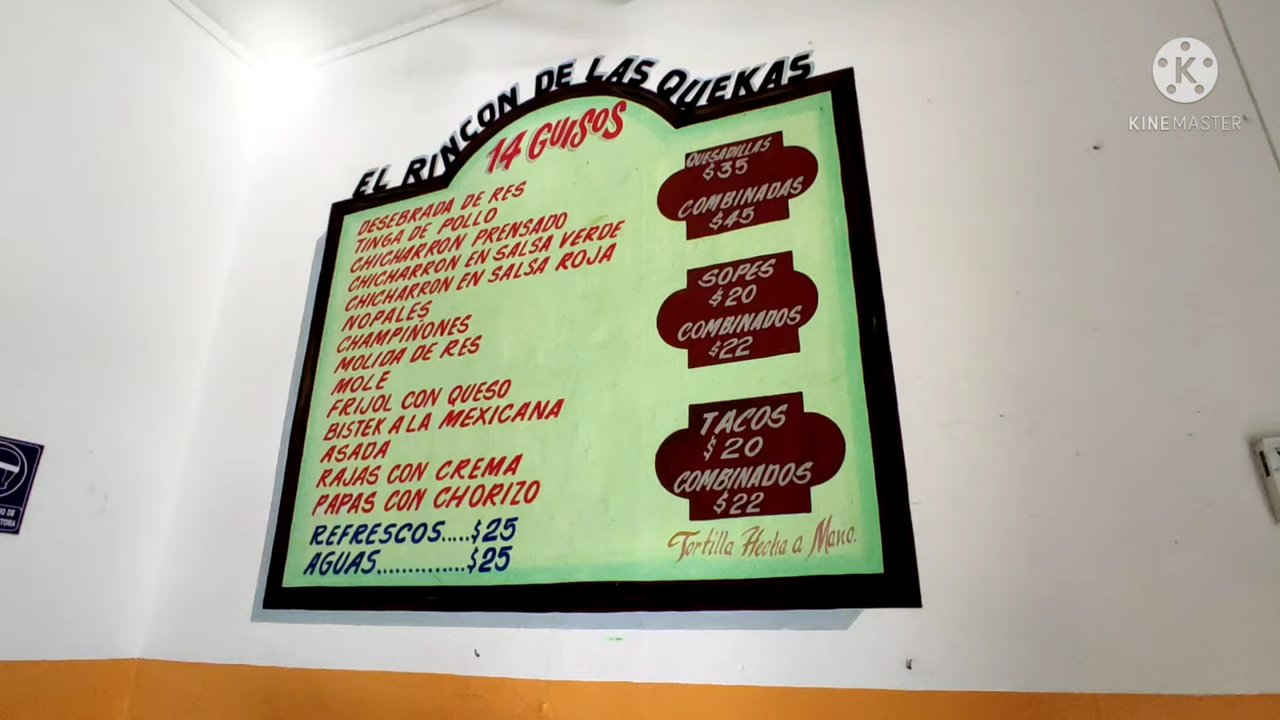 EL RINCON DE LAS QUEKAS
14 GUISOS
DESEBRADA DE RES
TINGA DE POLLO
CHICHARRON PRENSADO
CHICHARRON EN SALSA VERDE
CHICHARRON EN SALSA ROJA
NOPALES
CHAMPIÑONES
MOLIDA DE RES
MOLE
FRIJOL CON QUESO
BISTEK A LA MEXICANA
ASADA
RAJAS CON CREMA
PAPAS CON CHORIZO
REFRESCOS.....$25
AGUAS..............$25
QUESADILLAS
$35
COMBINADAS
$45
SOPES
$20
COMBINADOS
$22
TACOS
$20
COMBINADOS
$22
Tortilla Hecha a Mano.
K
KINEMASTER